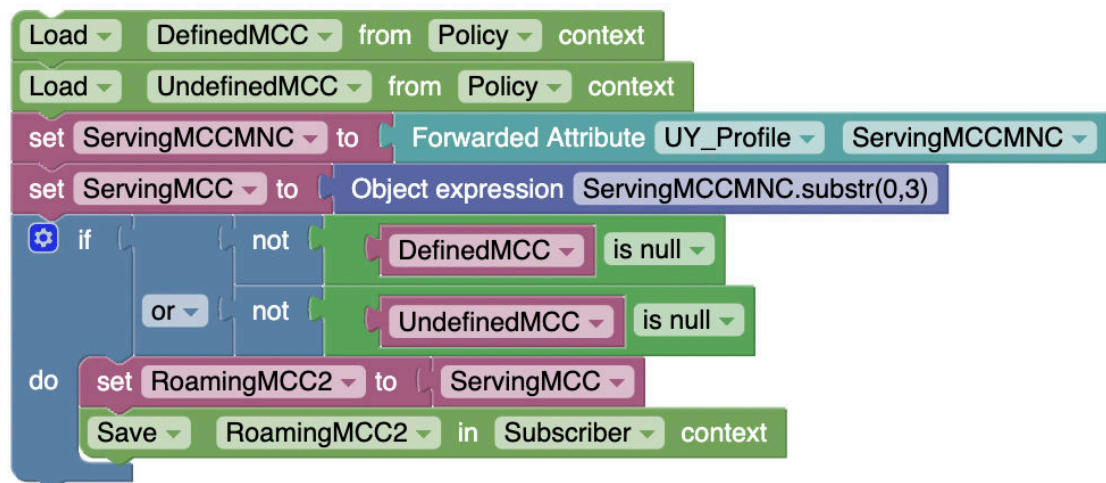 Load DefinedMCC from Policy context
Load UndefinedMCC from Policy context
set ServingMCCMNC to Forwarded Attribute UY_Profile ServingMCCMNC
set ServingMCC to Object expression ServingMCCMNC.substr(0,3)
if not DefinedMCC is null
or not UndefinedMCC is null
do set RoamingMCC2 to ServingMCC
Save RoamingMCC2 in Subscriber context